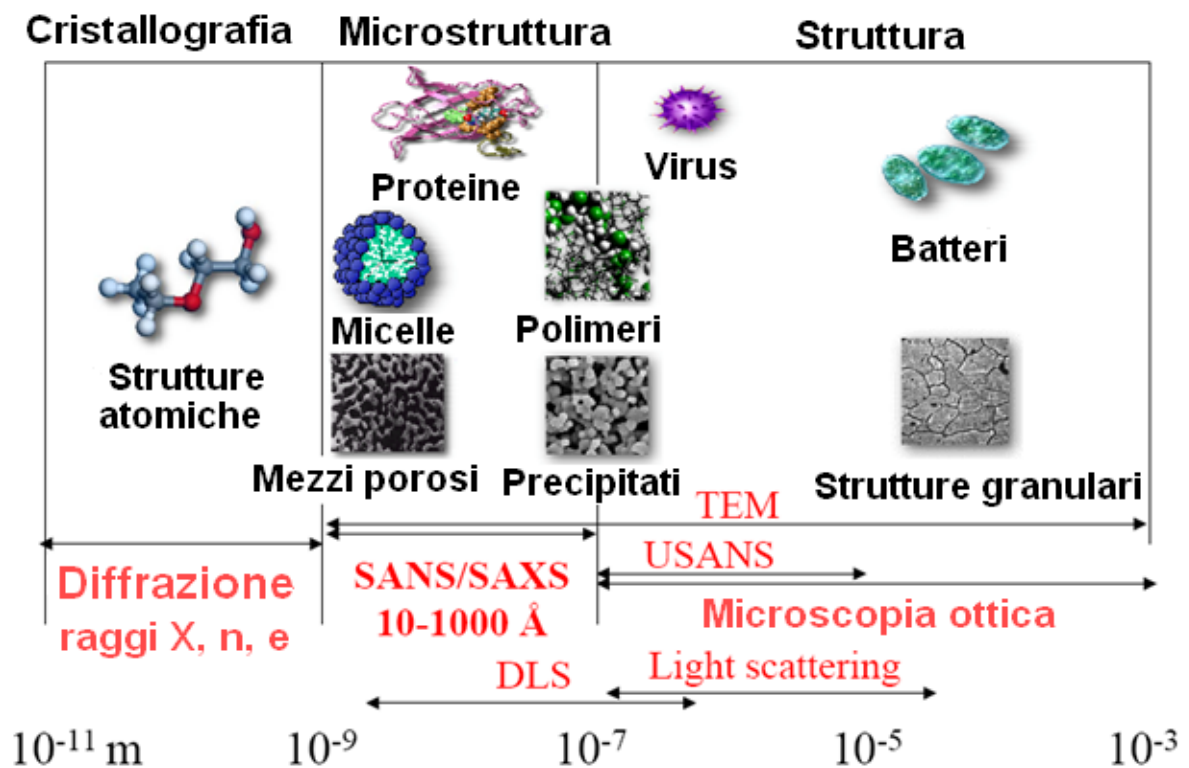 Cristallografia
Microstruttura
Struttura
Proteine
Virus
Batteri
Micelle
Polimeri
Strutture
atomiche
Mezzi porosi
Precipitati
Strutture granulari
TEM
USANS
Diffrazione
raggi X, n, e
SANS/SAXS
10-1000 Å
Microscopia ottica
DLS
Light scattering
10⁻¹¹ m
10⁻⁹
10⁻⁷
10⁻⁵
10⁻³